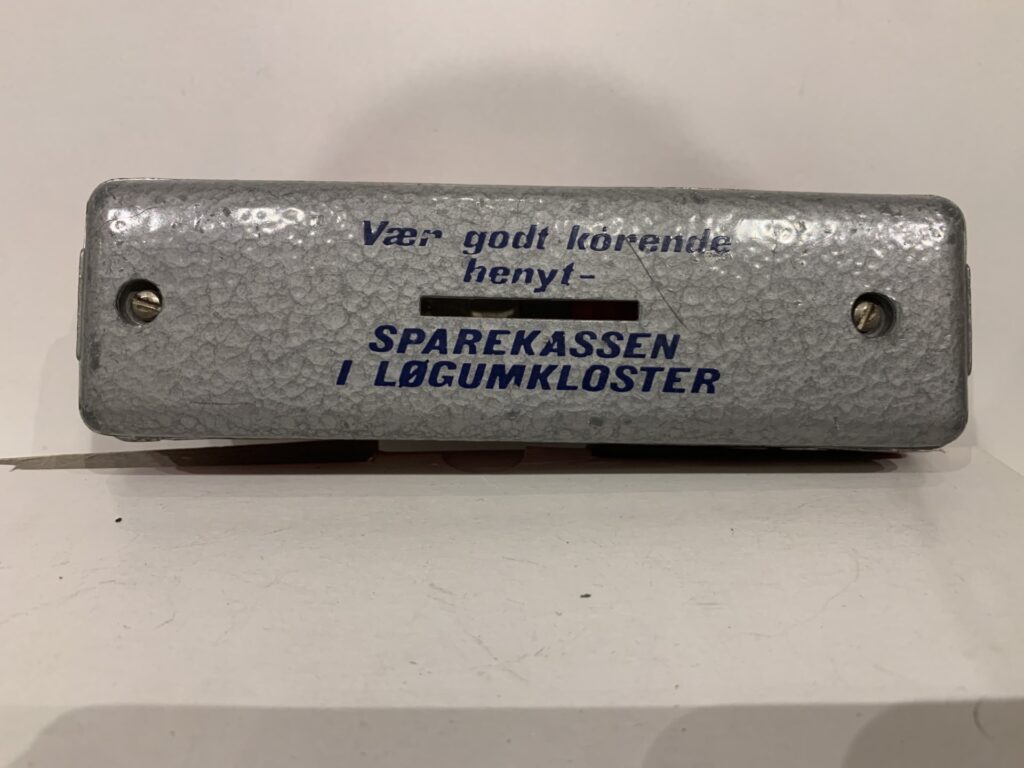 Vær godt kørende
benyt-
SPAREKASSEN
I LØGUMKLOSTER